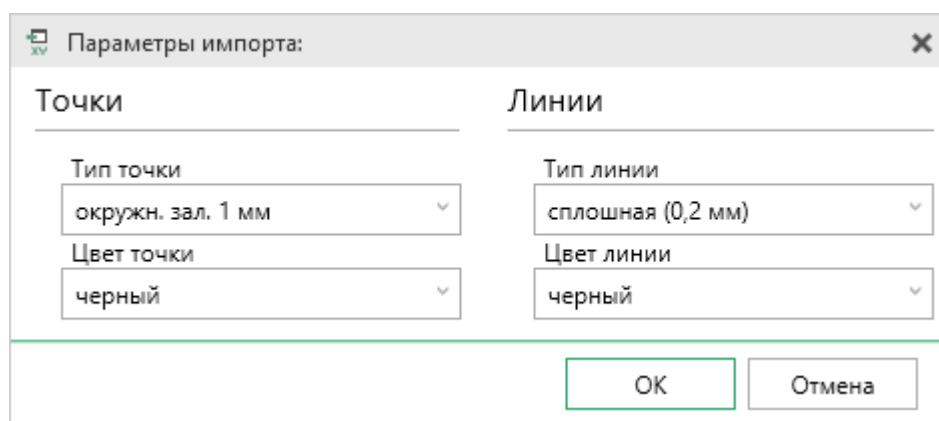 XY Параметры импорта:
Точки
Тип точки
окружн. зал. 1 мм
Цвет точки
черный
Линии
Тип линии
сплошная (0,2 мм)
Цвет линии
черный
ОК
Отмена